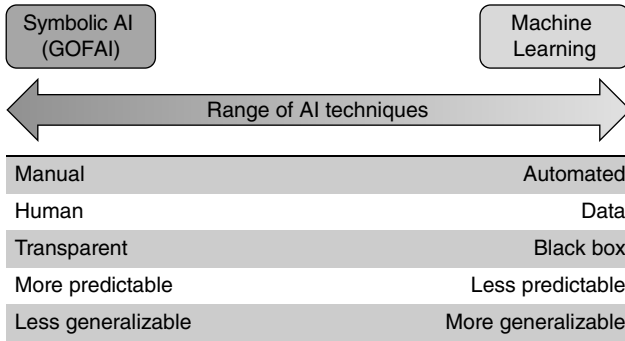 Symbolic AI
(GOFAI)
Machine
Learning
Range of AI techniques
Manual Automated
Human Data
Transparent Black box
More predictable Less predictable
Less generalizable More generalizable